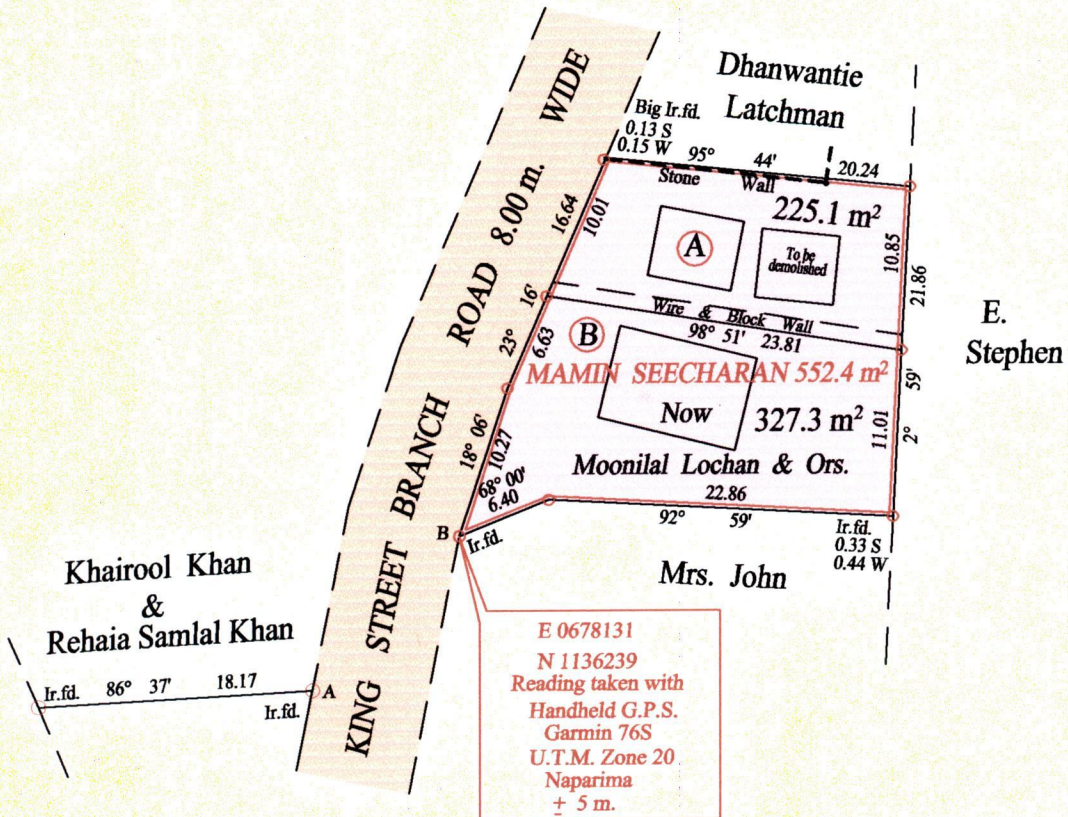 Dhanwantie
Latchman
Big Ir.fd.
0.13 S
0.15 W
95° 44' 20.24
Stone Wall
225.1 m²
A
To be
demolished
10.85
21.86
E.
Stephen
16.64
10.01
16'
23°
6.63
Wire & Block Wall
98° 51' 23.81
B
MAMIN SEECHARAN 552.4 m²
Now
327.3 m²
59'
11.01
2°
Moonilal Lochan & Ors.
18° 06'
10.27
68° 00'
6.40
22.86
92° 59'
B
Ir.fd.
Ir.fd.
0.33 S
0.44 W
Mrs. John
KING STREET BRANCH ROAD 8.00 m. WIDE
Khairool Khan
&
Rehaia Samlal Khan
Ir.fd. 86° 37' 18.17
A
Ir.fd.
E 0678131
N 1136239
Reading taken with
Handheld G.P.S.
Garmin 76S
U.T.M. Zone 20
Naparima
± 5 m.